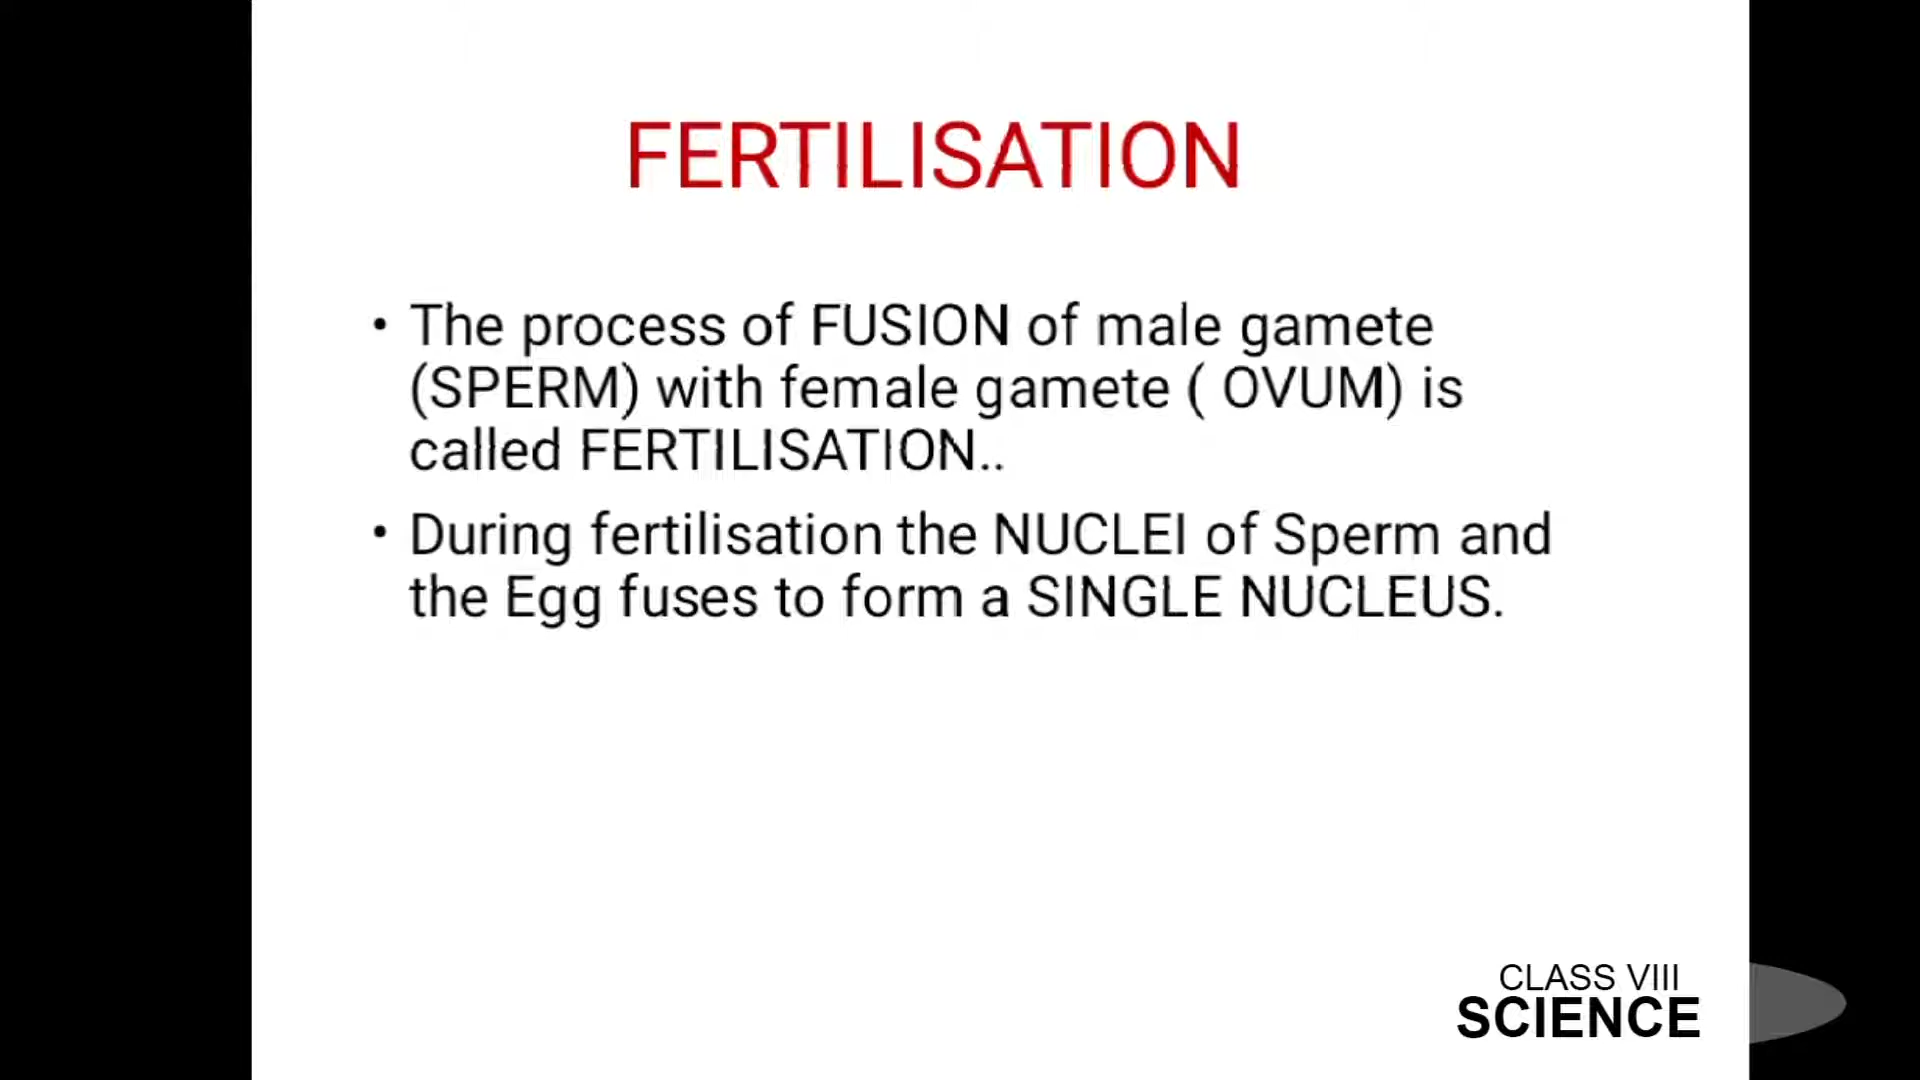 FERTILISATION
• The process of FUSION of male gamete
(SPERM) with female gamete ( OVUM) is
called FERTILISATION..
• During fertilisation the NUCLEI of Sperm and
the Egg fuses to form a SINGLE NUCLEUS.
CLASS VIII
SCIENCE